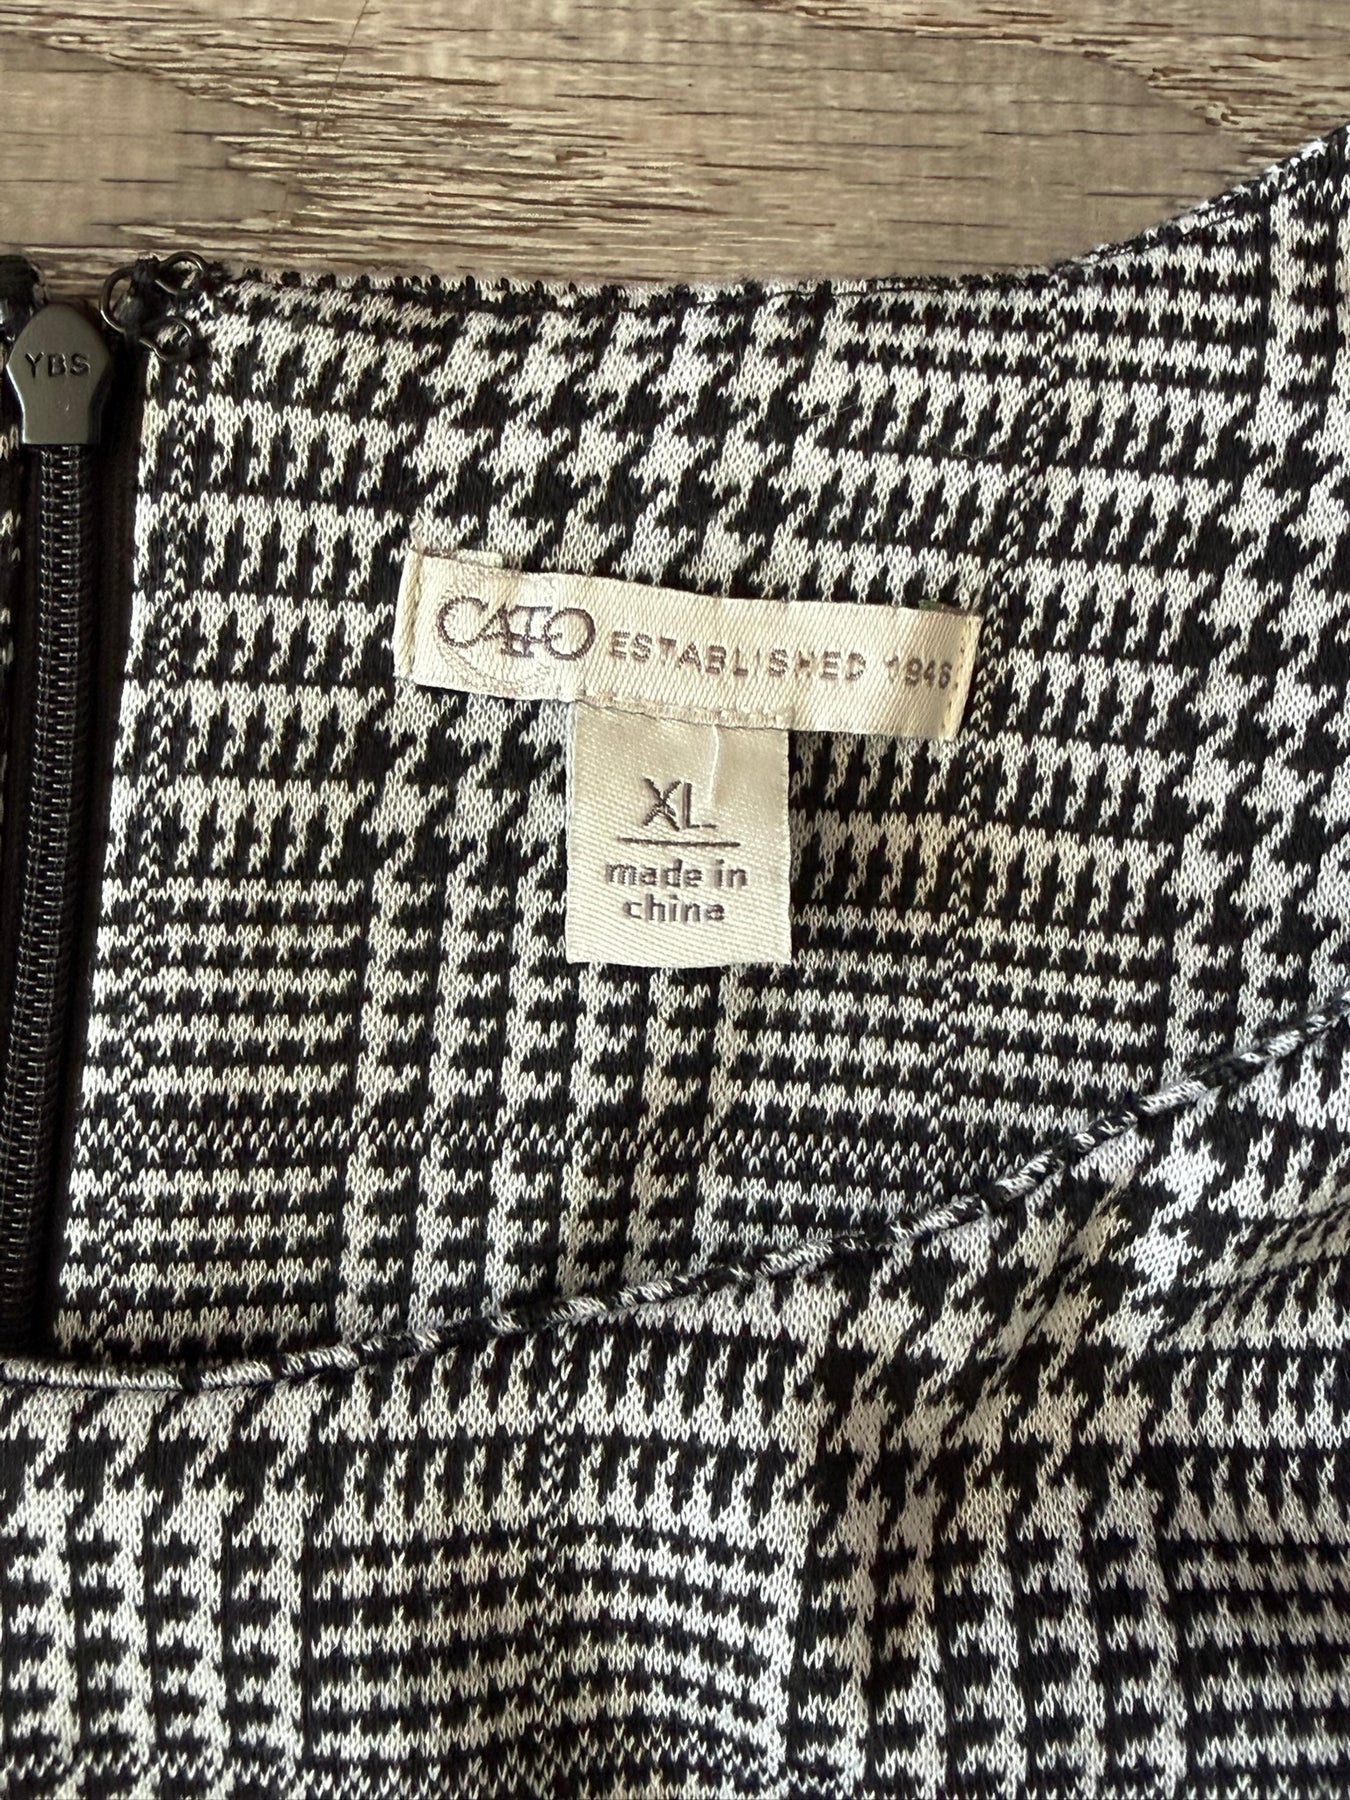 YBS
CATO ESTABLISHED 1946
XL
made in
china